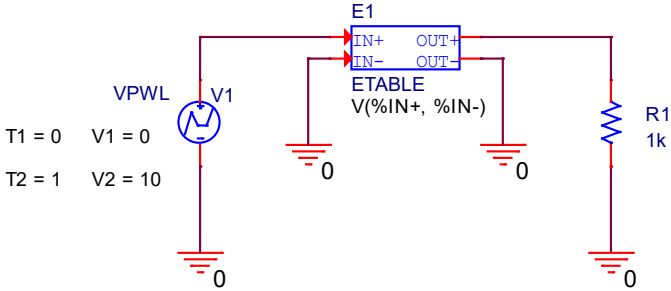 E1
IN+ OUT+
IN- OUT-
ETABLE
V(%IN+, %IN-)
VPWL V1
+
-
T1 = 0 V1 = 0
T2 = 1 V2 = 10
R1
1k
0
0
0
0